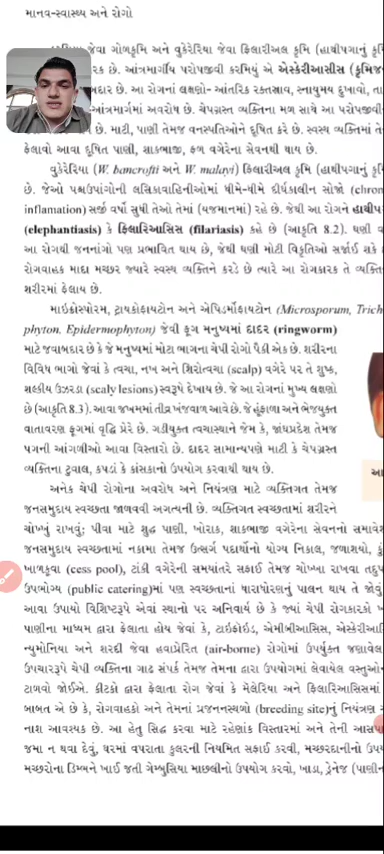 માનવ-સ્વાસ્થ્ય અને રોગો
જેવા ગોળકૃમિ અને વુકેરેરિયા જેવા ફિલારીઅલ કૃમિ (હાથીપગાનું કૃમિ
રક છે. આંત્રમાર્ગીય પરોપજીવી કરમિયું એ એસ્કેરીઆસીસ (કૃમિજ
બદાર છે. આ રોગનાં લક્ષણો- આંતરિક રક્તસ્રાવ, સ્નાયુમય દુખાવો, તા
આંત્રમાર્ગમાં અવરોધ છે. ચેપગ્રસ્ત વ્યક્તિના મળ સાથે આ પરોપજીવી
છે. માટી, પાણી તેમજ વનસ્પતિઓને દૂષિત કરે છે. સ્વસ્થ વ્યક્તિમાં તે
ફેલાવો આવા દૂષિત પાણી, શાકભાજી, ફળ વગેરેના સેવનથી થાય છે.
વુકેરેરિયા (W. bancrofti અને W. malayi) ફિલારીઅલ કૃમિ (હાથીપગાનું કૃ
છે. જેઓ પશ્ચઉપાંગોની લસિકાવાહિનીઓમાં ધીમે-ધીમે દીર્ઘકાલીન સોજો (chron
inflamation) સર્જી વર્ષો સુધી તેઓ તેમાં (યજમાનમાં) રહે છે. જેથી આ રોગને હાથીપ
(elephantiasis) કે ફિલારિઆસિસ (filariasis) કહે છે (આકૃતિ 8.2). ઘણી વ
આ રોગથી જનનાંગો પણ પ્રભાવિત થાય છે, જેથી ઘણી મોટી વિકૃતિઓ સર્જાઈ શકે
રોગવાહક માદા મચ્છર જ્યારે સ્વસ્થ વ્યક્તિને કરડે છે ત્યારે આ રોગકારક તે વ્યક્તિ
શરીરમાં ફેલાય છે.
માઇક્રોસ્પોરમ, ટ્રાયકોફાયટોન અને એપિડર્મોફાયટોન (Microsporum, Trich
phyton, Epidermophyton) જેવી ફૂગ મનુષ્યમાં દાદર (ringworm)
માટે જવાબદાર છે કે જે મનુષ્યમાં મોટા ભાગના ચેપી રોગો પૈકી એક છે. શરીરના
વિવિધ ભાગો જેવાં કે ત્વચા, નખ અને શિરોત્વચા (scalp) વગેરે પર તે શુષ્ક,
શલ્કીય ઉઝરડા (scaly lesions) સ્વરૂપે દેખાય છે. જે આ રોગનાં મુખ્ય લક્ષણો
છે (આકૃતિ 8.3). આવા જખમમાં તીવ્ર ખંજવાળ આવે છે. જે હૂંફાળા અને ભેજયુક્ત
વાતાવરણ ફૂગમાં વૃદ્ધિ પ્રેરે છે. ગડીયુક્ત ત્વચાસ્થાને જેમ કે, જાંઘપ્રદેશ તેમજ
પગની આંગળીઓ આવા વિસ્તારો છે. દાદર સામાન્યપણે માટી કે ચેપગ્રસ્ત
વ્યક્તિના ટુવાલ, કપડાં કે કાંસકાનો ઉપયોગ કરવાથી થાય છે.
અનેક ચેપી રોગોના અવરોધ અને નિયંત્રણ માટે વ્યક્તિગત તેમજ
જનસમુદાય સ્વચ્છતા જાળવવી અગત્યની છે. વ્યક્તિગત સ્વચ્છતામાં શરીરને
ચોખ્ખું રાખવું; પીવા માટે શુદ્ધ પાણી, ખોરાક, શાકભાજી વગેરેના સેવનનો સમાવેશ
જનસમુદાય સ્વચ્છતામાં નકામા તેમજ ઉત્સર્ગ પદાર્થોનો યોગ્ય નિકાલ, જળાશયો, કુ
ખાળકૂવા (cess pool), ટાંકી વગેરેની સમયાંતરે સફાઈ તેમજ ચોખ્ખા રાખવા તદુપ
ઉપભોગ્ય (public catering)માં પણ સ્વચ્છતાનાં ધારાધોરણનું પાલન થાય તે જોવુ
આવા ઉપાયો વિશિષ્ટરૂપે એવાં સ્થાનો પર અનિવાર્ય છે કે જ્યાં ચેપી રોગકારકો ખ
પાણીના માધ્યમ દ્વારા ફેલાતા હોય જેવાં કે, ટાઇફૉઇડ, એમીબીઆસિસ, એસ્કેરીઆ
ન્યુમોનિયા અને શરદી જેવા હવાપ્રેરિત (air-borne) રોગોમાં ઉપર્યુક્ત જણાવેલ
ઉપચારરૂપે ચેપી વ્યક્તિના ગાઢ સંપર્ક તેમજ તેમના દ્વારા ઉપયોગમાં લેવાયેલ વસ્તુઓન
ટાળવો જોઈએ. કીટકો દ્વારા ફેલાતા રોગ જેવા કે મેલેરિયા અને ફિલારિઆસિસમાં
બાબત એ છે કે, રોગવાહકો અને તેમનાં પ્રજનનસ્થળો (breeding site)નું નિયંત્રણ
નાશ આવશ્યક છે. આ હેતુ સિદ્ધ કરવા માટે રહેણાંક વિસ્તારમાં અને તેની આસપા
જમા ન થવા દેવું, ઘરમાં વપરાતા કુલરની નિયમિત સફાઈ કરવી, મચ્છરદાનીનો ઉપય
મચ્છરોના ડિમ્ભને ખાઈ જતી ગેમ્બુસિયા માછલીનો ઉપયોગ કરવો, ખાડા, ડ્રેનેજ (પાણીન